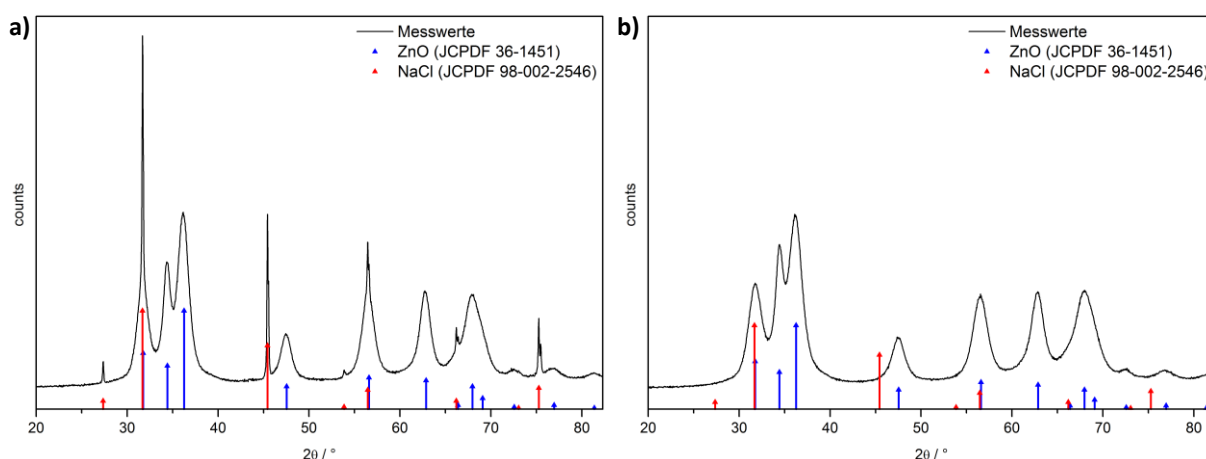 a)
Messwerte
ZnO (JCPDF 36-1451)
NaCl (JCPDF 98-002-2546)
counts
20 30 40 50 60 70 80
2θ / °
b)
Messwerte
ZnO (JCPDF 36-1451)
NaCl (JCPDF 98-002-2546)
counts
20 30 40 50 60 70 80
2θ / °